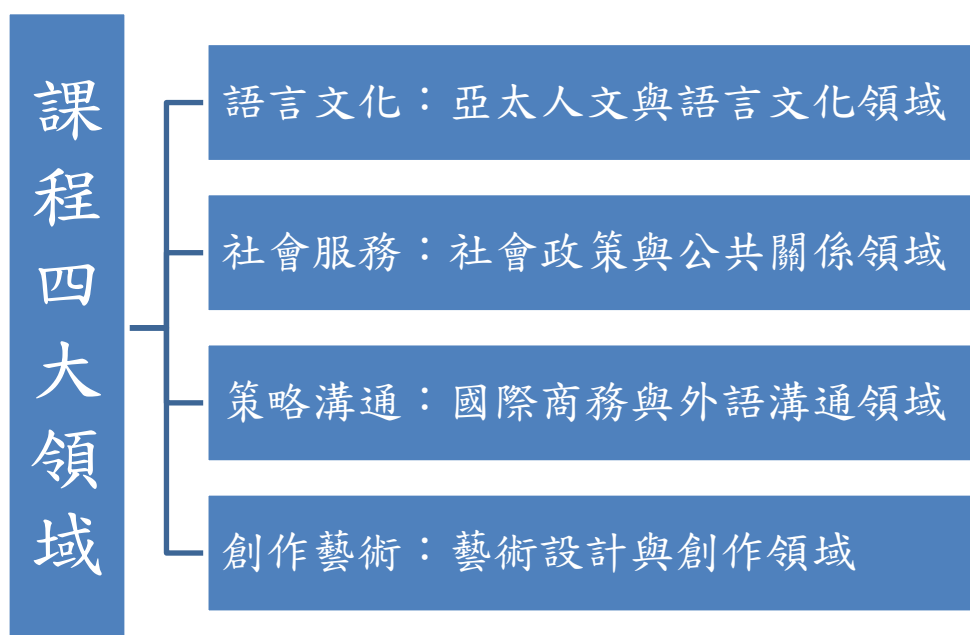 課程四大領域
語言文化：亞太人文與語言文化領域
社會服務：社會政策與公共關係領域
策略溝通：國際商務與外語溝通領域
創作藝術：藝術設計與創作領域